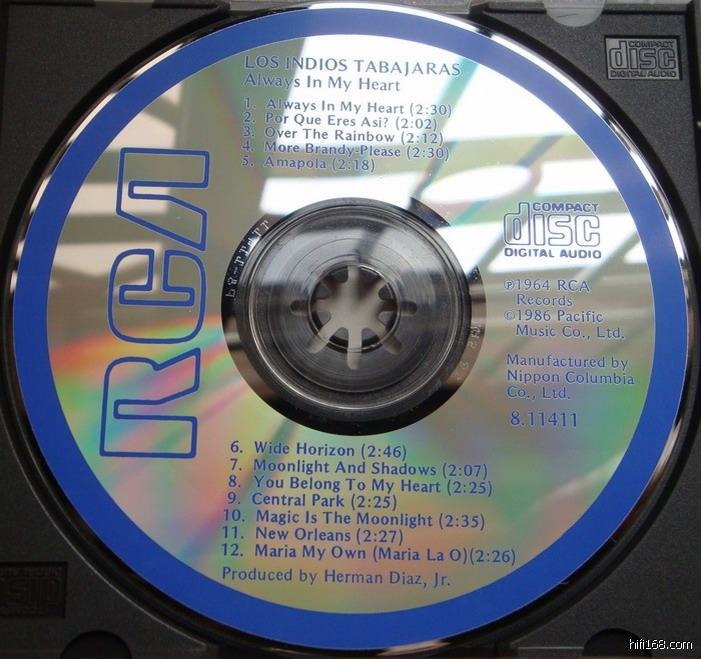 LOS INDIOS TABAJARAS
Always In My Heart
1. Always In My Heart (2:30)
2. Por Que Eres Asi? (2:02)
3. Over The Rainbow (2:12)
4. More Brandy-Please (2:30)
5. Amapola (2:18)
RCA
COMPACT
disc
DIGITAL AUDIO
COMPACT
disc
DIGITAL AUDIO
℗1964 RCA
Records
©1986 Pacific
Music Co., Ltd.
Manufactured by
Nippon Columbia
Co., Ltd.
8.11411
6. Wide Horizon (2:46)
7. Moonlight And Shadows (2:07)
8. You Belong To My Heart (2:25)
9. Central Park (2:25)
10. Magic Is The Moonlight (2:35)
11. New Orleans (2:27)
12. Maria My Own (Maria La O)(2:26)
Produced by Herman Diaz, Jr.
hifi168.com